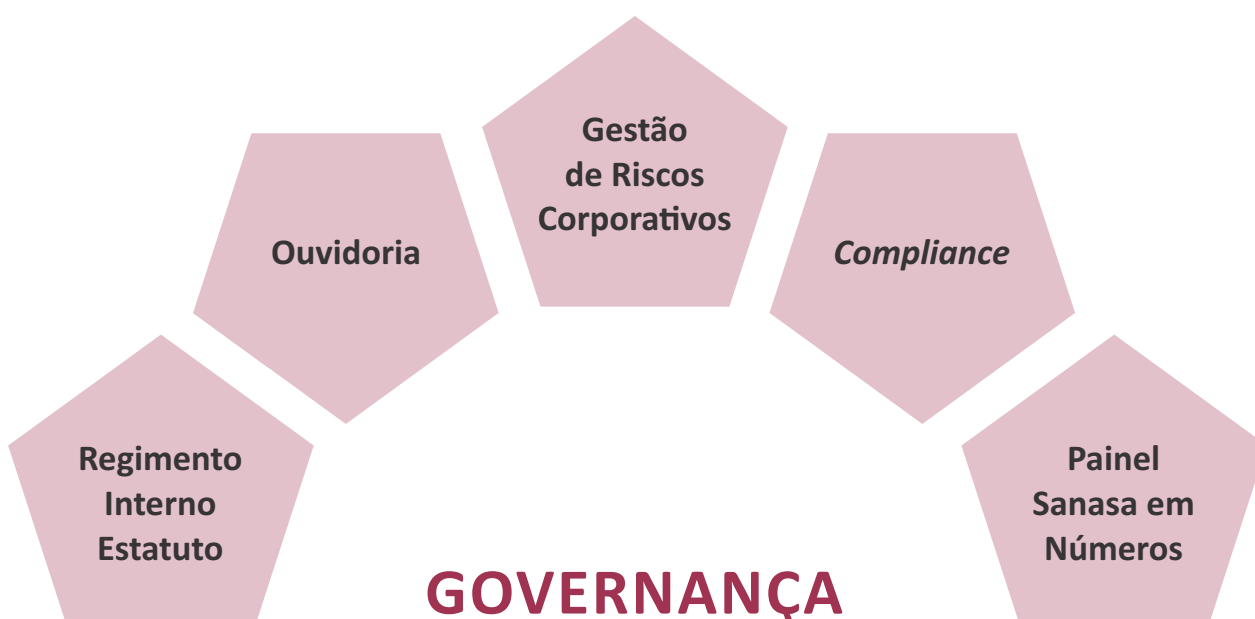 Gestão
de Riscos
Corporativos
Ouvidoria
Compliance
Regimento
Interno
Estatuto
Painel
Sanasa em
Números
GOVERNANÇA